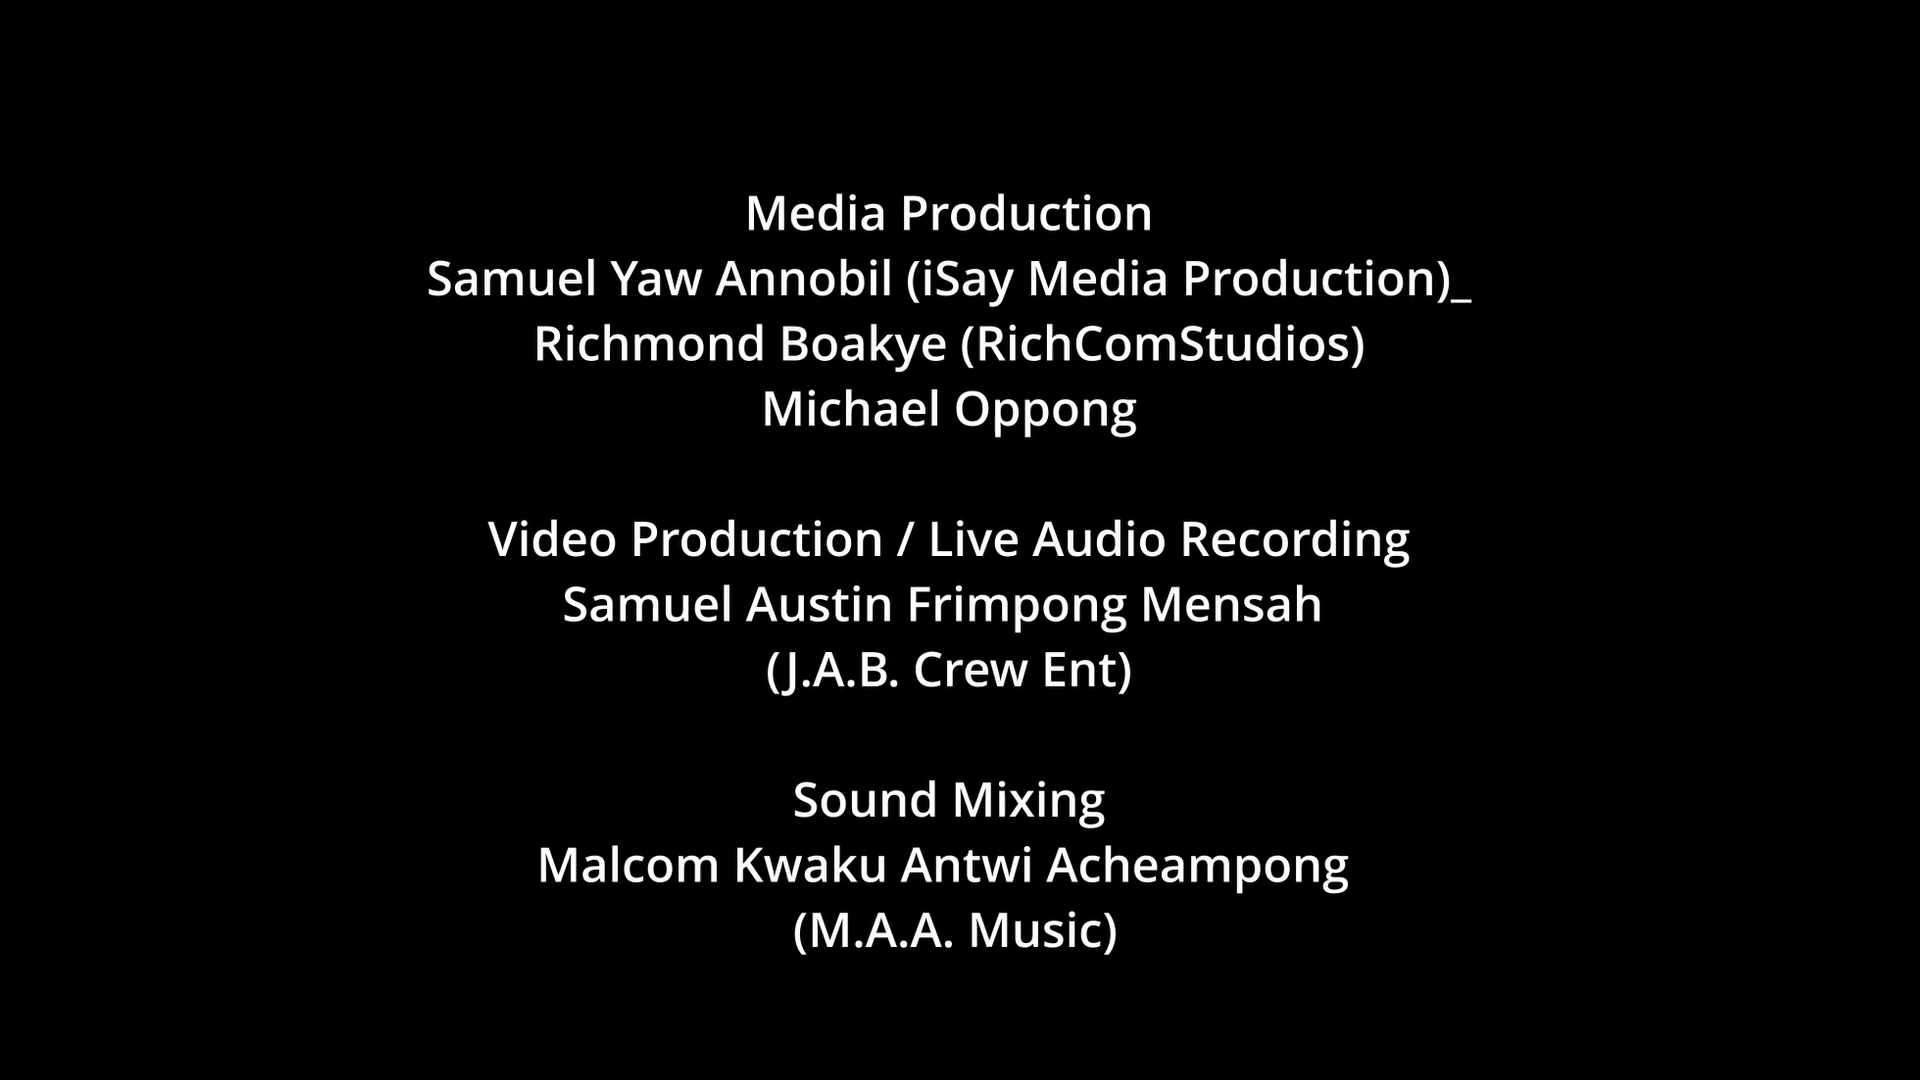 Media Production
Samuel Yaw Annobil (iSay Media Production)_
Richmond Boakye (RichComStudios)
Michael Oppong
Video Production / Live Audio Recording
Samuel Austin Frimpong Mensah
(J.A.B. Crew Ent)
Sound Mixing
Malcom Kwaku Antwi Acheampong
(M.A.A. Music)